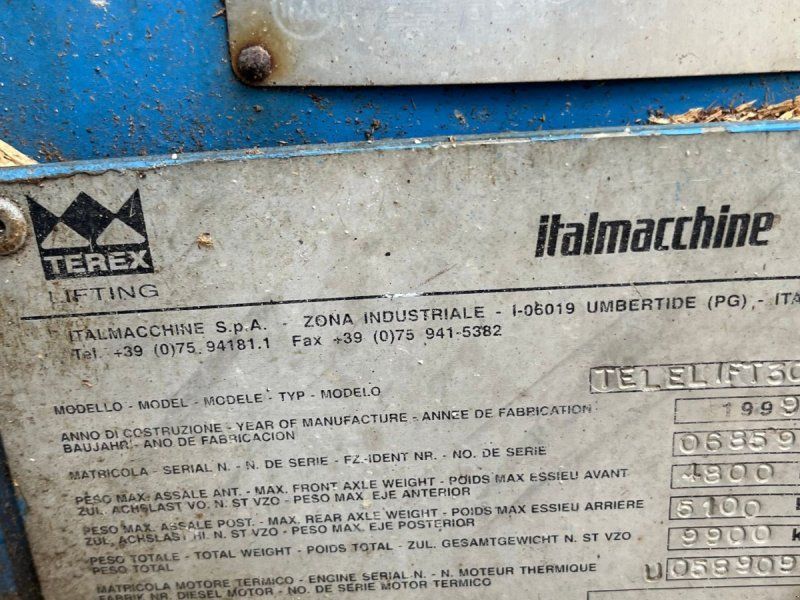 TEREX
LIFTING
italmacchine
ITALMACCHINE S.p.A. - ZONA INDUSTRIALE - I-06019 UMBERTIDE (PG), - ITA
Tel. +39 (0)75 94181.1 Fax +39 (0)75 941-5382
MODELLO - MODEL - MODELE - TYP - MODELO TELELIFT30
ANNO DI COSTRUZIONE - YEAR OF MANUFACTURE - ANNEE DE FABRICATION 1999
BAUJAHR - ANO DE FABRICACION
MATRICOLA - SERIAL N. - N. DE SERIE - FZ-IDENT NR. - NO. DE SERIE 06859
PESO MAX. ASSALE ANT. - MAX. FRONT AXLE WEIGHT - POIDS MAX ESSIEU AVANT 4800
ZUL. ACHSLAST VO. N. ST VZO - PESO MAX. EJE ANTERIOR
PESO MAX. ASSALE POST. - MAX. REAR AXLE WEIGHT - POIDS MAX ESSIEU ARRIERE 5100
ZUL. ACHSLAST HI. N. ST VZO - PESO MAX. EJE POSTERIOR
PESO TOTALE - TOTAL WEIGHT - POIDS TOTAL - ZUL. GESAMTGEWICHT N. ST VZO 9900 k
PESO TOTAL
MATRICOLA MOTORE TERMICO - ENGINE SERIAL N. - N. MOTEUR THERMIQUE U058909
FABRIK NR. DIESEL MOTOR - NO. DE SERIE MOTOR TERMICO